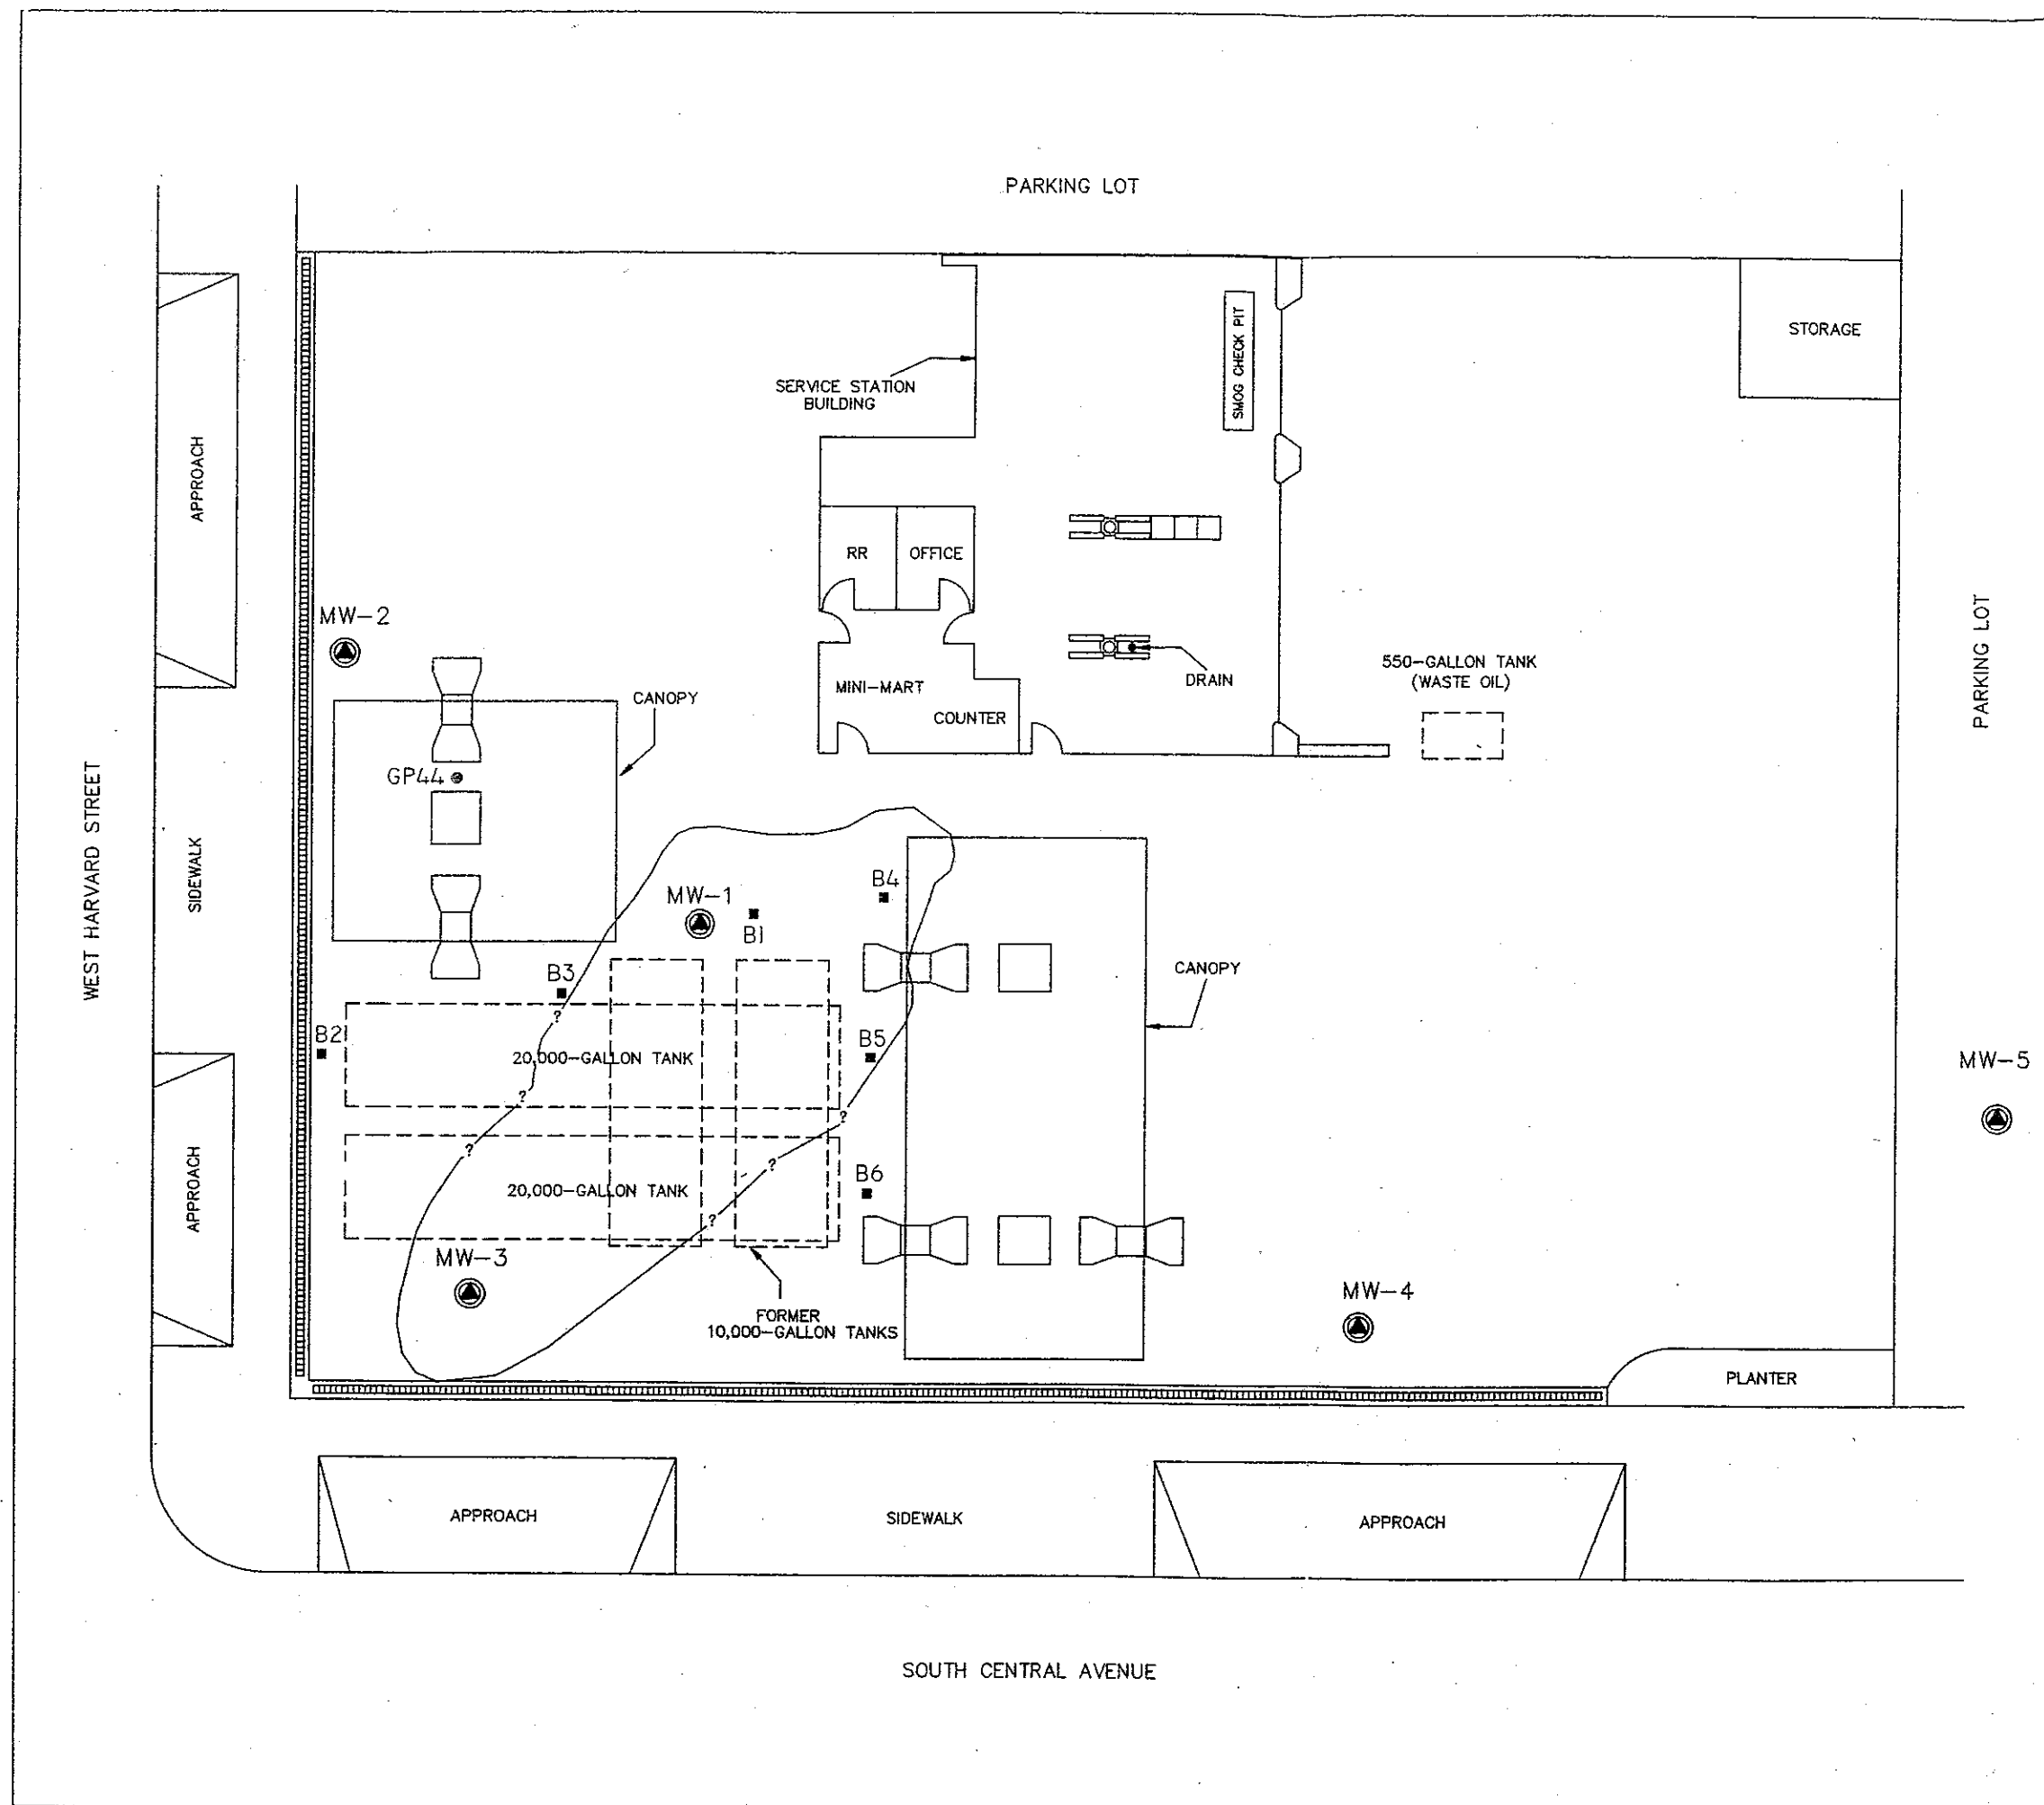 PARKING LOT
SERVICE STATION
BUILDING
SMOG CHECK PIT
STORAGE
APPROACH
RR
OFFICE
MW-2
PARKING LOT
550-GALLON TANK
(WASTE OIL)
DRAIN
MINI-MART
COUNTER
CANOPY
GP44
WEST HARVARD STREET
SIDEWALK
B4
MW-1
B1
CANOPY
B3
?
B2
20,000-GALLON TANK
B5
MW-5
?
?
?
?
APPROACH
20,000-GALLON TANK
B6
?
MW-3
MW-4
FORMER
10,000-GALLON TANKS
PLANTER
APPROACH
SIDEWALK
APPROACH
SOUTH CENTRAL AVENUE